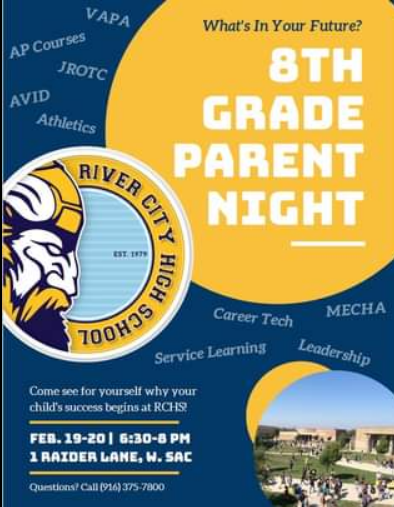 VAPA
What's In Your Future?
AP Courses
8TH
GRADE
PARENT
NIGHT
JROTC
AVID
Athletics
RIVER CITY HIGH SCHOOL
EST. 1979
Career Tech
MECHA
Service Learning
Leadership
Come see for yourself why your
child's success begins at RCHS!
FEB. 19-20 | 6:30-8 PM
1 RAIDER LANE, W. SAC
Questions? Call (916) 375-7800